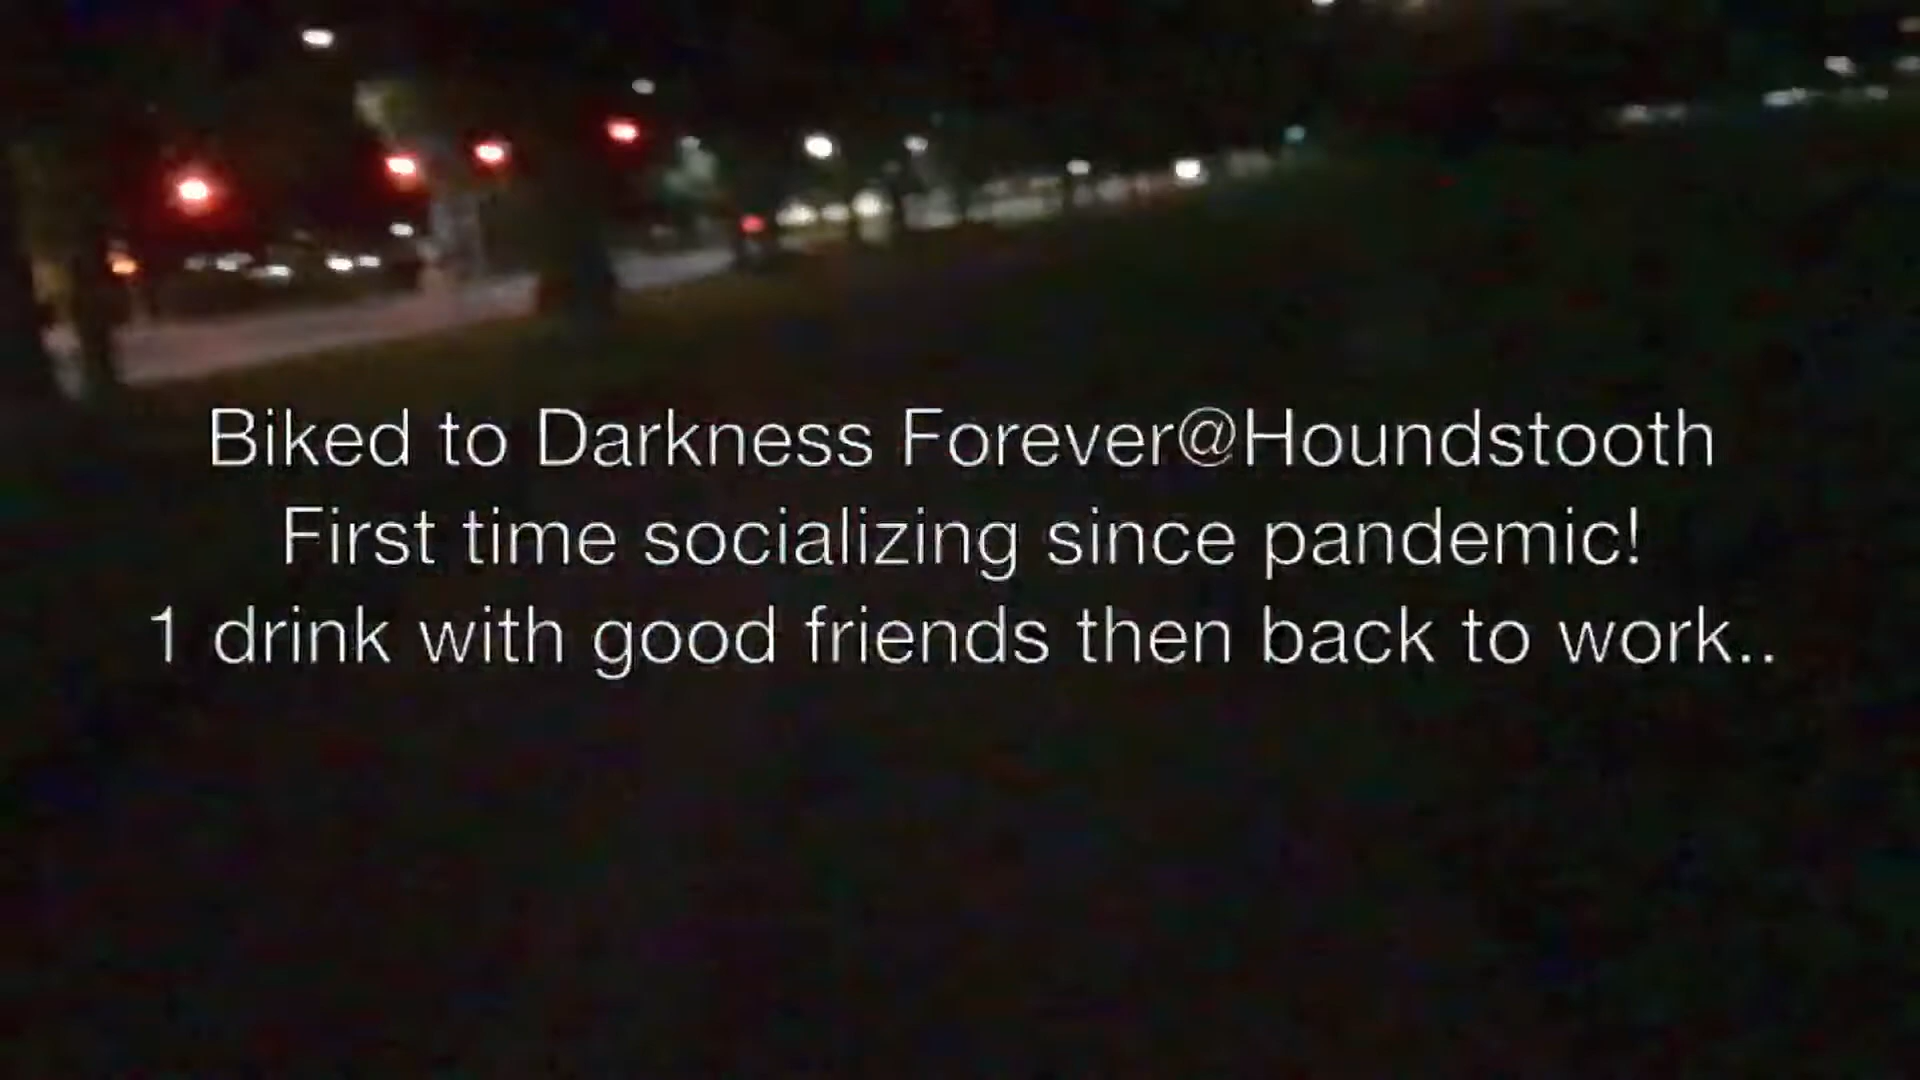 Biked to Darkness Forever@Houndstooth
First time socializing since pandemic!
1 drink with good friends then back to work..